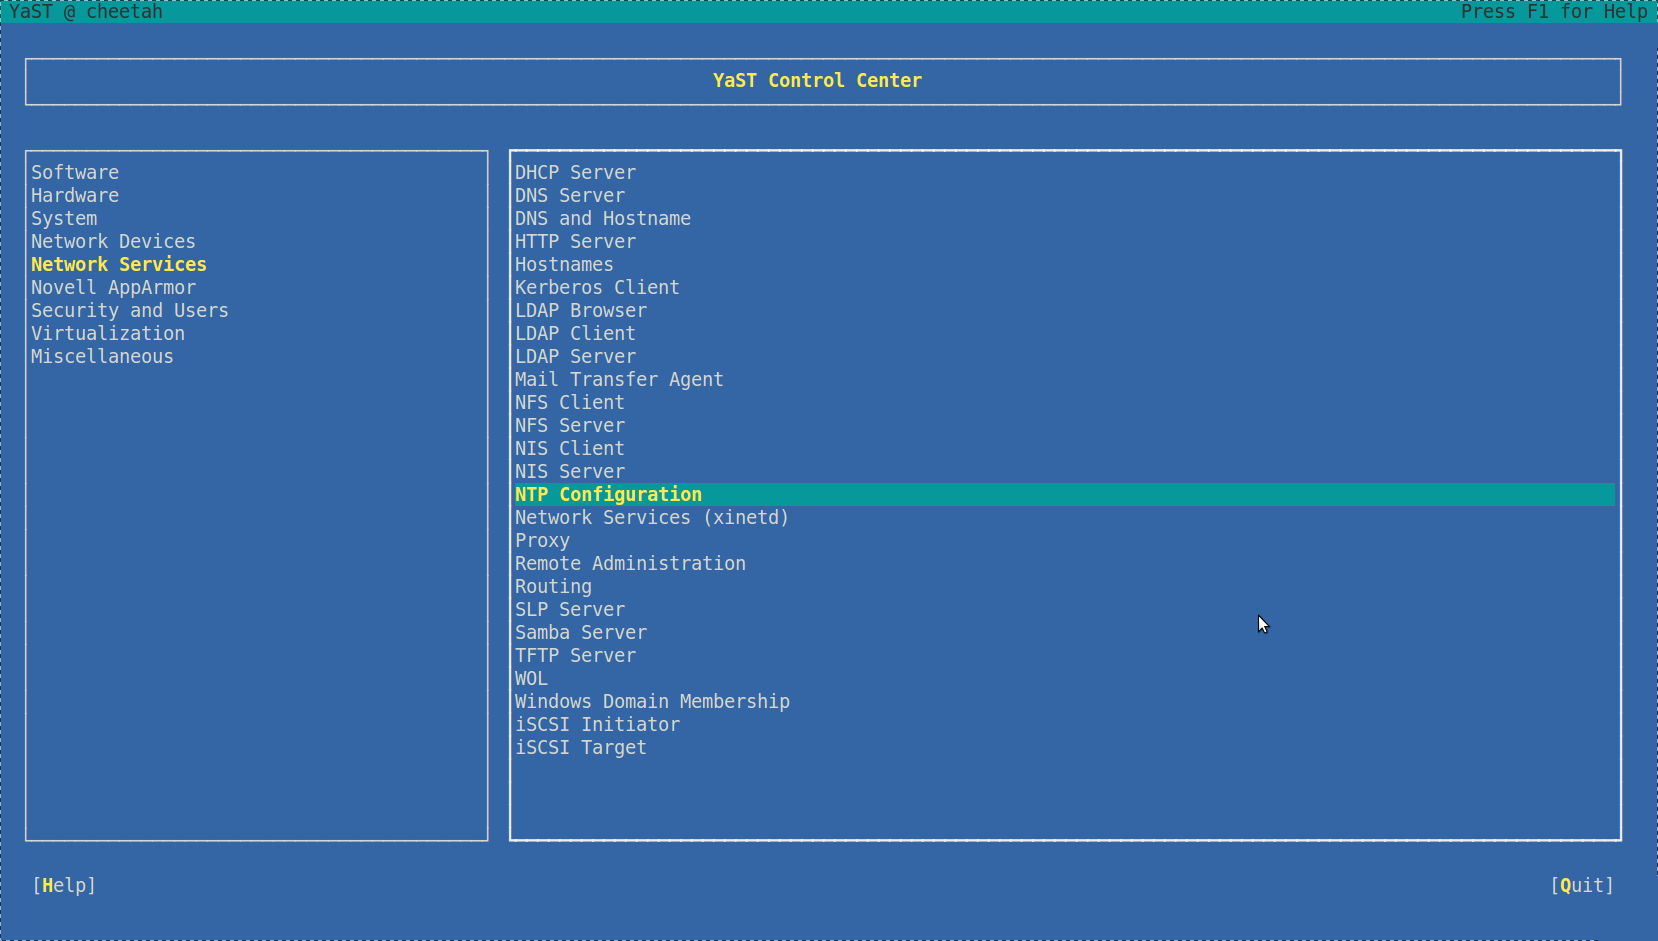 YaST @ cheetah Press F1 for Help
YaST Control Center
Software
Hardware
System
Network Devices
Network Services
Novell AppArmor
Security and Users
Virtualization
Miscellaneous
DHCP Server
DNS Server
DNS and Hostname
HTTP Server
Hostnames
Kerberos Client
LDAP Browser
LDAP Client
LDAP Server
Mail Transfer Agent
NFS Client
NFS Server
NIS Client
NIS Server
NTP Configuration
Network Services (xinetd)
Proxy
Remote Administration
Routing
SLP Server
Samba Server
TFTP Server
WOL
Windows Domain Membership
iSCSI Initiator
iSCSI Target
[Help] [Quit]